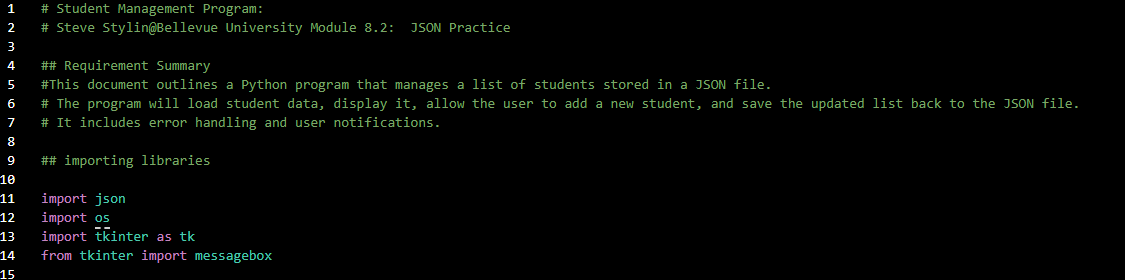 1 # Student Management Program:
2 # Steve Stylin@Bellevue University Module 8.2:  JSON Practice
3
4 ## Requirement Summary
5 #This document outlines a Python program that manages a list of students stored in a JSON file.
6 # The program will load student data, display it, allow the user to add a new student, and save the updated list back to the JSON file.
7 # It includes error handling and user notifications.
8
9 ## importing libraries
10
11 import json
12 import os
13 import tkinter as tk
14 from tkinter import messagebox
15